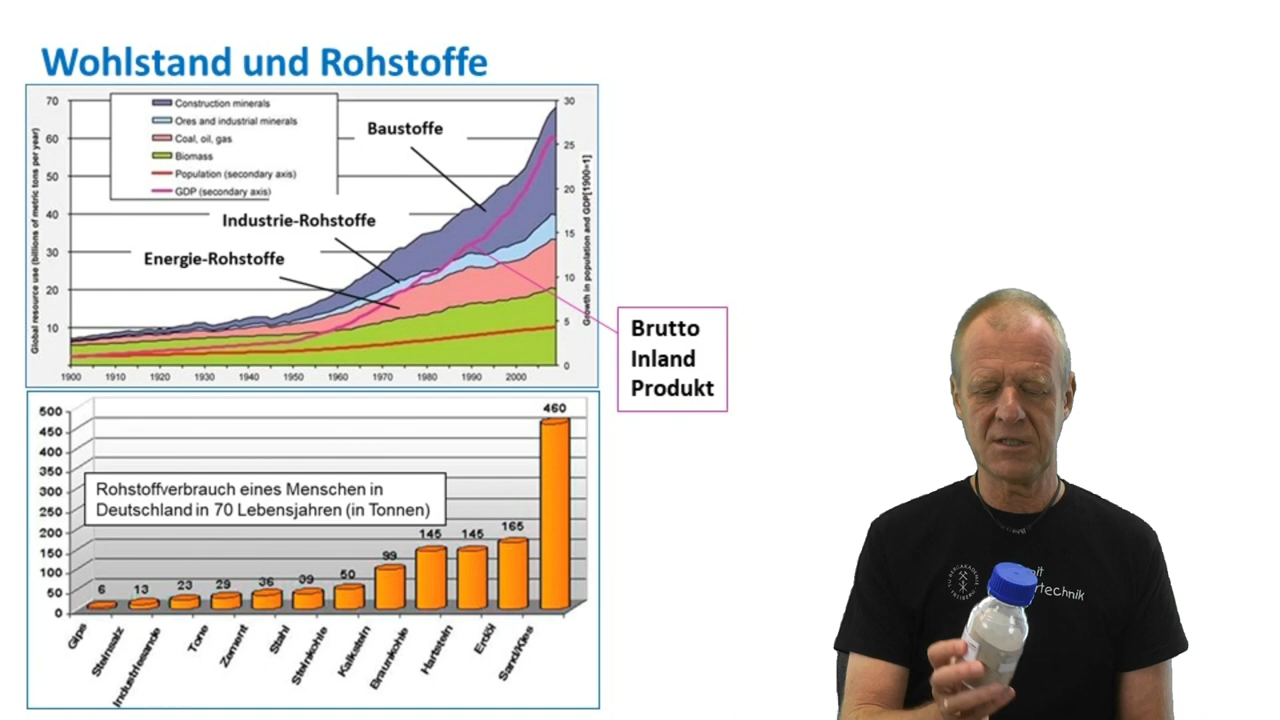 Wohlstand und Rohstoffe
Global resource use (billions of metric tons per year)
70
60
50
40
30
20
10
Construction minerals
Ores and industrial minerals
Coal, oil, gas
Biomass
Population (secondary axis)
GDP (secondary axis)
Baustoffe
Industrie-Rohstoffe
Energie-Rohstoffe
30
25
20
15
10
5
0
Growth in population and GDP[1900=1]
1900 1910 1920 1930 1940 1950 1960 1970 1980 1990 2000
Brutto
Inland
Produkt
500
450
400
350
300
250
200
150
100
50
0
Rohstoffverbrauch eines Menschen in
Deutschland in 70 Lebensjahren (in Tonnen)
6 13 23 29 36 39 50 99 145 145 165 460
Gips Steinsalz Industriesande Tone Zement Stahl Steinkohle Kalkstein Braunkohle Hartstein Erdöl Sand/Kies
TU BERGAKADEMIE
FREIBERG